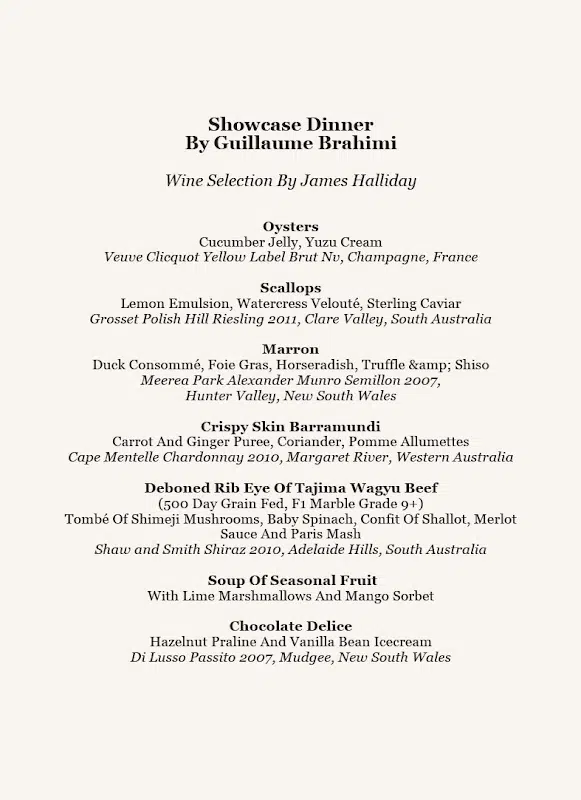 Showcase Dinner
By Guillaume Brahimi
Wine Selection By James Halliday
Oysters
Cucumber Jelly, Yuzu Cream
Veuve Clicquot Yellow Label Brut Nv, Champagne, France
Scallops
Lemon Emulsion, Watercress Velouté, Sterling Caviar
Grosset Polish Hill Riesling 2011, Clare Valley, South Australia
Marron
Duck Consommé, Foie Gras, Horseradish, Truffle &amp; Shiso
Meerea Park Alexander Munro Semillon 2007,
Hunter Valley, New South Wales
Crispy Skin Barramundi
Carrot And Ginger Puree, Coriander, Pomme Allumettes
Cape Mentelle Chardonnay 2010, Margaret River, Western Australia
Deboned Rib Eye Of Tajima Wagyu Beef
(500 Day Grain Fed, F1 Marble Grade 9+)
Tombé Of Shimeji Mushrooms, Baby Spinach, Confit Of Shallot, Merlot
Sauce And Paris Mash
Shaw and Smith Shiraz 2010, Adelaide Hills, South Australia
Soup Of Seasonal Fruit
With Lime Marshmallows And Mango Sorbet
Chocolate Delice
Hazelnut Praline And Vanilla Bean Icecream
Di Lusso Passito 2007, Mudgee, New South Wales